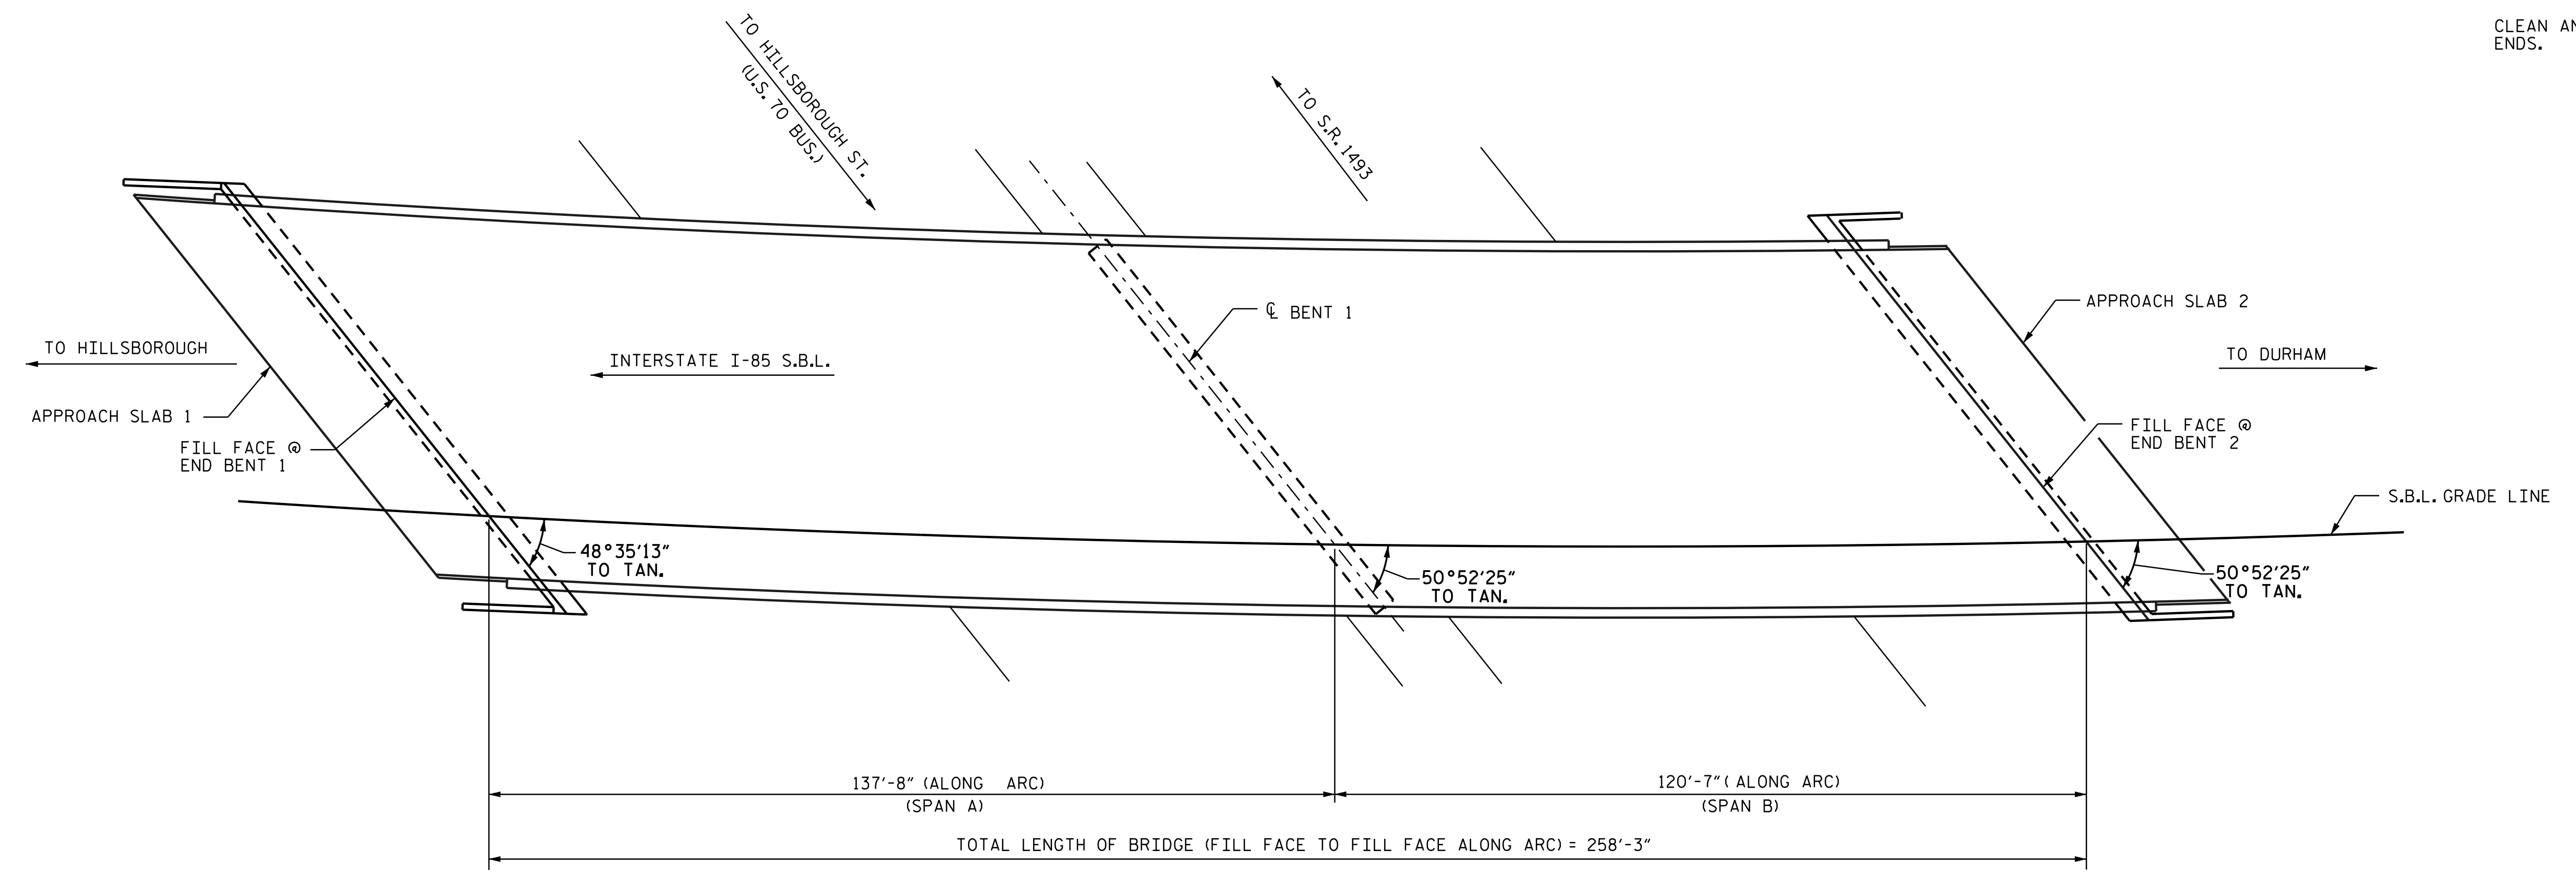 CLEAN AN
ENDS.
TO HILLSBOROUGH ST.
(U.S. 70 BUS.)
TO S.R. 1493
℄ BENT 1
APPROACH SLAB 2
TO HILLSBOROUGH
INTERSTATE I-85 S.B.L.
TO DURHAM
APPROACH SLAB 1
FILL FACE @
END BENT 1
FILL FACE @
END BENT 2
S.B.L. GRADE LINE
48°35'13"
TO TAN.
50°52'25"
TO TAN.
50°52'25"
TO TAN.
137'-8" (ALONG ARC)
(SPAN A)
120'-7" (ALONG ARC)
(SPAN B)
TOTAL LENGTH OF BRIDGE (FILL FACE TO FILL FACE ALONG ARC) = 258'-3"